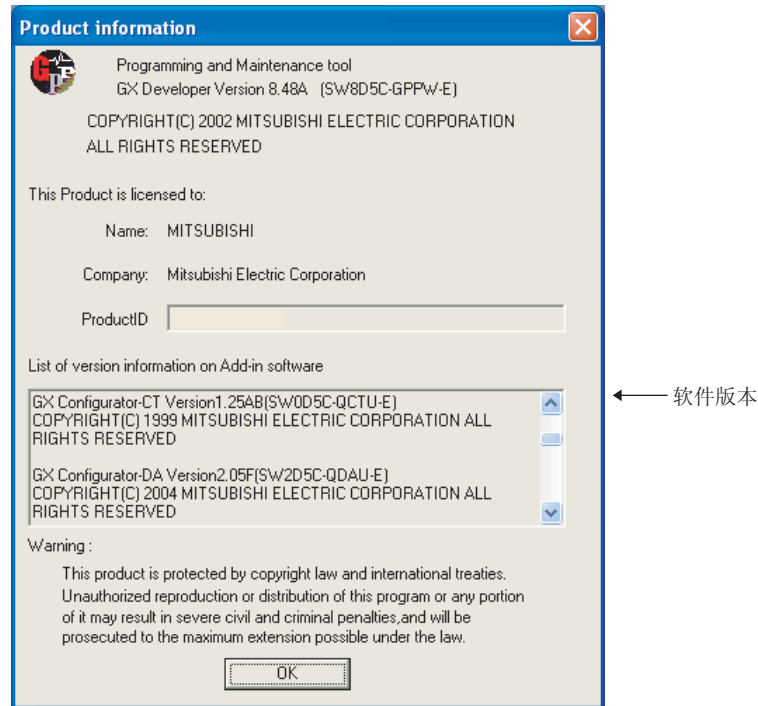 Product information
Programming and Maintenance tool
GX Developer Version 8.48A (SW8D5C-GPPW-E)
COPYRIGHT(C) 2002 MITSUBISHI ELECTRIC CORPORATION
ALL RIGHTS RESERVED
This Product is licensed to:
Name: MITSUBISHI
Company: Mitsubishi Electric Corporation
ProductID
List of version information on Add-in software
GX Configurator-CT Version1.25AB(SW0D5C-QCTU-E)
COPYRIGHT(C) 1999 MITSUBISHI ELECTRIC CORPORATION ALL
RIGHTS RESERVED
GX Configurator-DA Version2.05F(SW2D5C-QDAU-E)
COPYRIGHT(C) 2004 MITSUBISHI ELECTRIC CORPORATION ALL
RIGHTS RESERVED
软件版本
Warning :
This product is protected by copyright law and international treaties.
Unauthorized reproduction or distribution of this program or any portion
of it may result in severe civil and criminal penalties,and will be
prosecuted to the maximum extension possible under the law.
OK